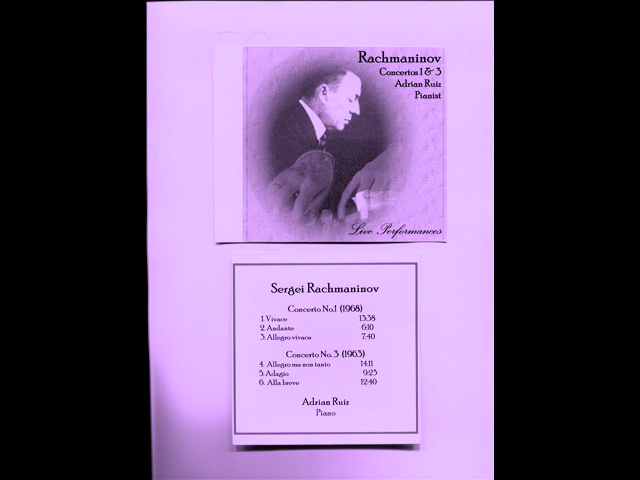 Rachmaninov
Concertos 1 & 3
Adrian Ruiz
Pianist
Live Performances
Sergei Rachmaninov
Concerto No.1 (1968)
1. Vivace 13:38
2. Andante 6:10
3. Allegro vivace 7:40
Concerto No. 3 (1963)
4. Allegro ma non tanto 14:11
5. Adagio 9:23
6. Alla breve 12:40
Adrian Ruiz
Piano